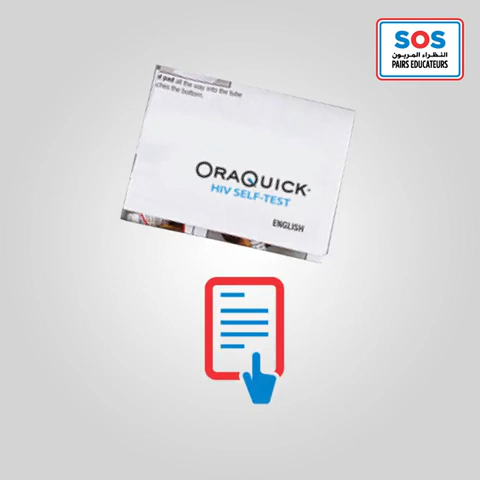 SOS
النظراء المربون
PAIRS EDUCATEURS
pad all the way into the tube
ches the bottom.
ORAQUICK
HIV SELF-TEST
ENGLISH